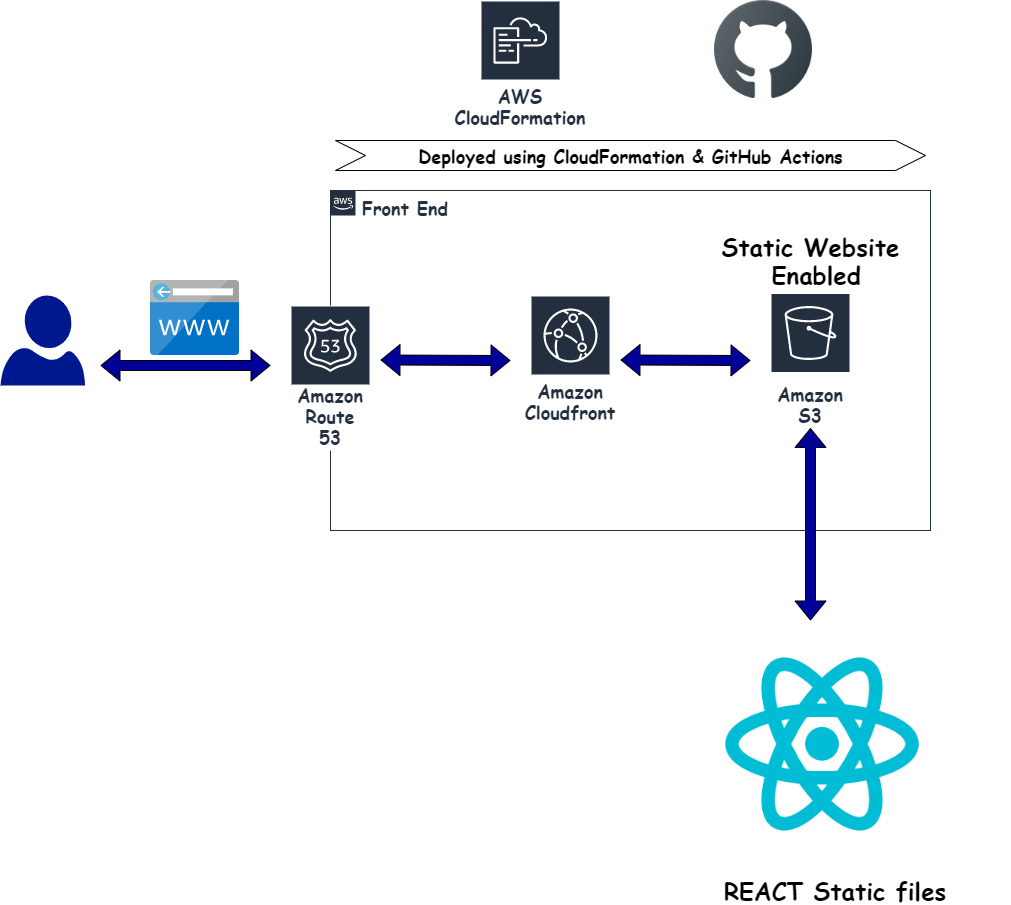 AWS
CloudFormation
Deployed using CloudFormation & GitHub Actions
aws
Front End
Static Website
Enabled
WWW
53
Amazon
Route
53
Amazon
Cloudfront
Amazon
S3
REACT Static files